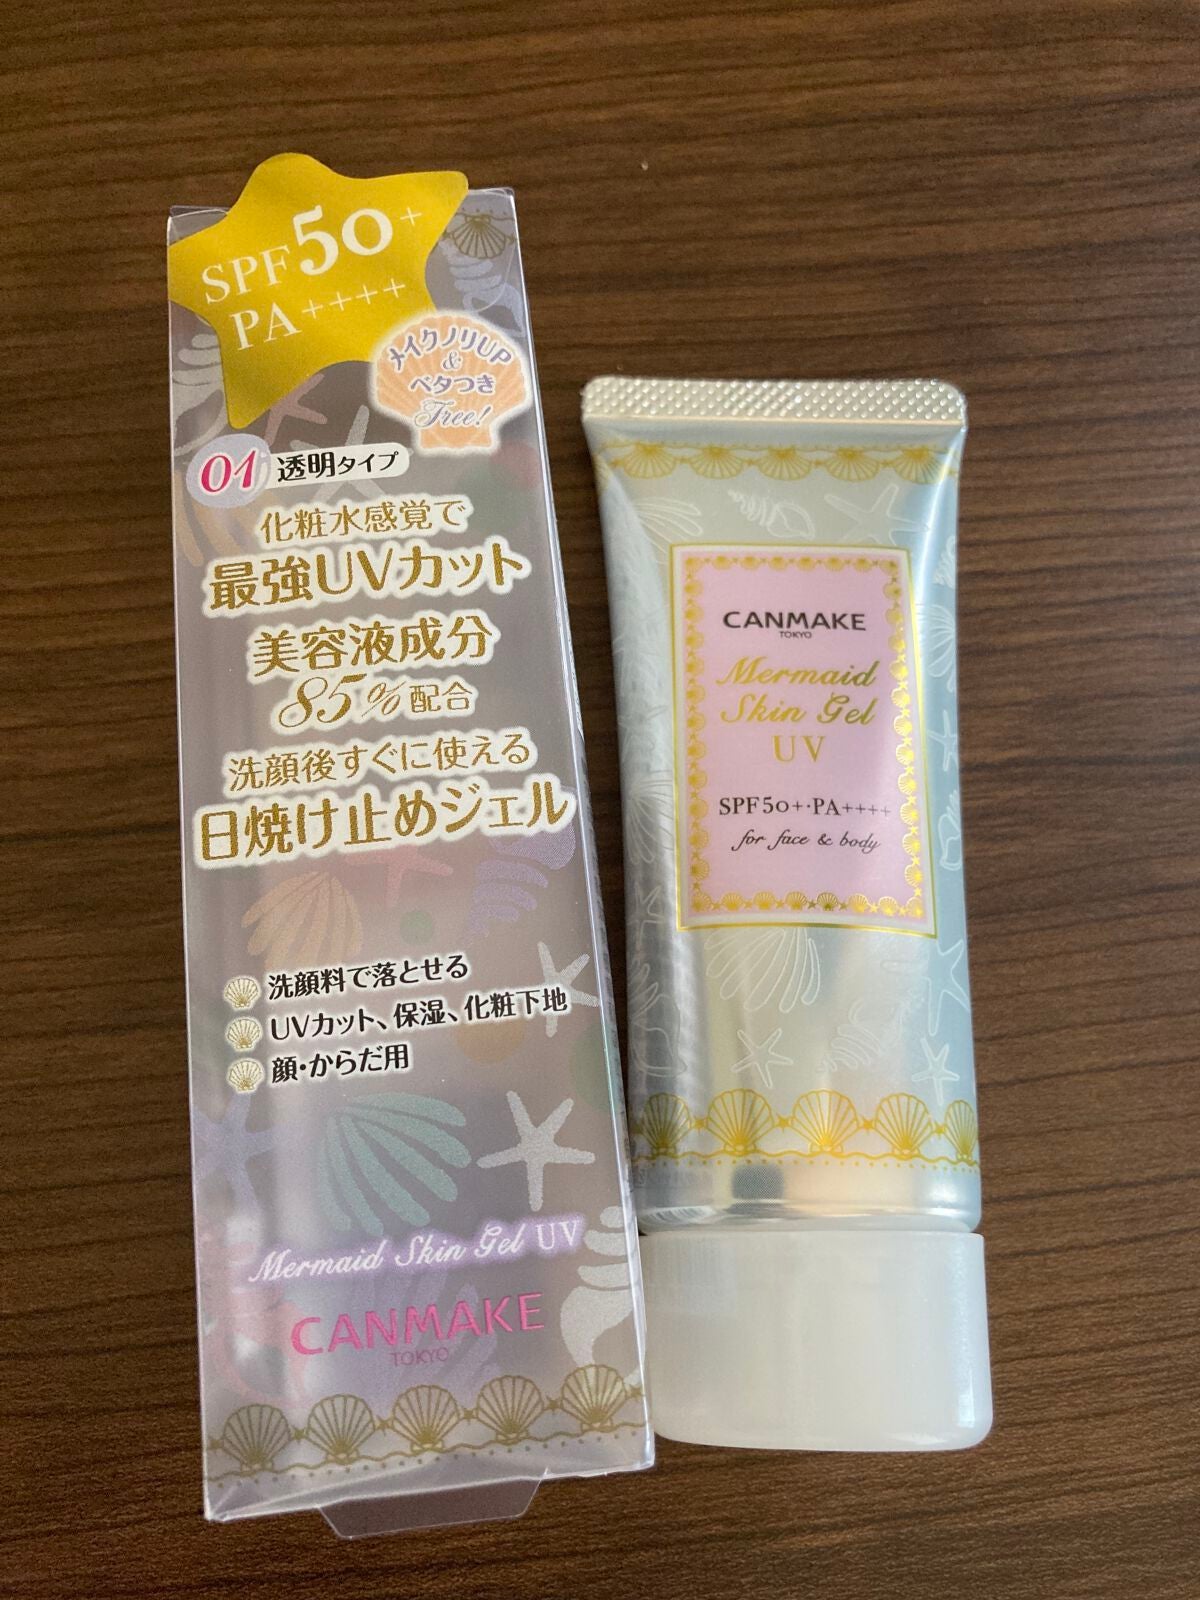 SPF50+
PA++++
メイクノリUP
&
ベタつき
Free!
01 透明タイプ
化粧水感覚で
最強UVカット
美容液成分
85%配合
洗顔後すぐに使える
日焼け止めジェル
洗顔料で落とせる
UVカット、保湿、化粧下地
顔・からだ用
Mermaid Skin Gel UV
CANMAKE
TOKYO
CANMAKE
TOKYO
Mermaid
Skin Gel
UV
SPF50+・PA++++
for face & body